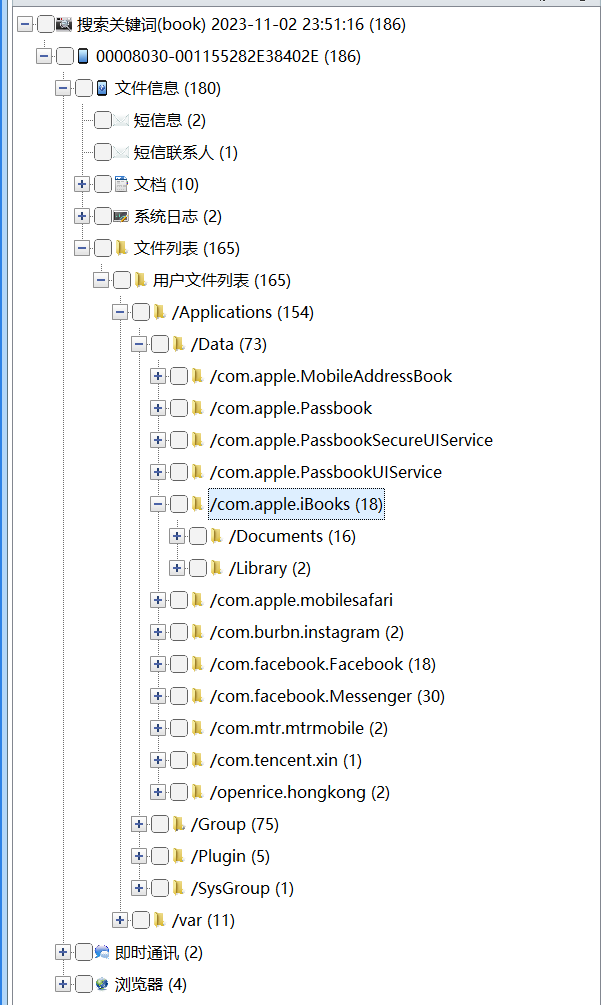 搜索关键词(book) 2023-11-02 23:51:16 (186)
00008030-001155282E38402E (186)
文件信息 (180)
短信息 (2)
短信联系人 (1)
文档 (10)
系统日志 (2)
文件列表 (165)
用户文件列表 (165)
/Applications (154)
/Data (73)
/com.apple.MobileAddressBook
/com.apple.Passbook
/com.apple.PassbookSecureUIService
/com.apple.PassbookUIService
/com.apple.iBooks (18)
/Documents (16)
/Library (2)
/com.apple.mobilesafari
/com.burbn.instagram (2)
/com.facebook.Facebook (18)
/com.facebook.Messenger (30)
/com.mtr.mtrmobile (2)
/com.tencent.xin (1)
/openrice.hongkong (2)
/Group (75)
/Plugin (5)
/SysGroup (1)
/var (11)
即时通讯 (2)
浏览器 (4)